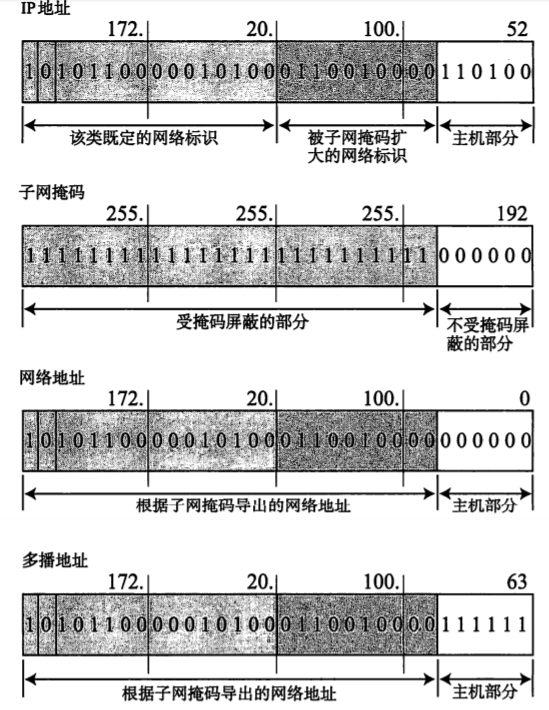 IP地址
172. 20. 100. 52
10101100000101000110010000110100
该类既定的网络标识 被子网掩码扩 主机部分
大的网络标识
子网掩码
255. 255. 255. 192
11111111111111111111111111000000
受掩码屏蔽的部分 不受掩码屏
蔽的部分
网络地址
172. 20. 100. 0
10101100000101000110010000000000
根据子网掩码导出的网络地址 主机部分
多播地址
172. 20. 100. 63
10101100000101000110010000111111
根据子网掩码导出的网络地址 主机部分